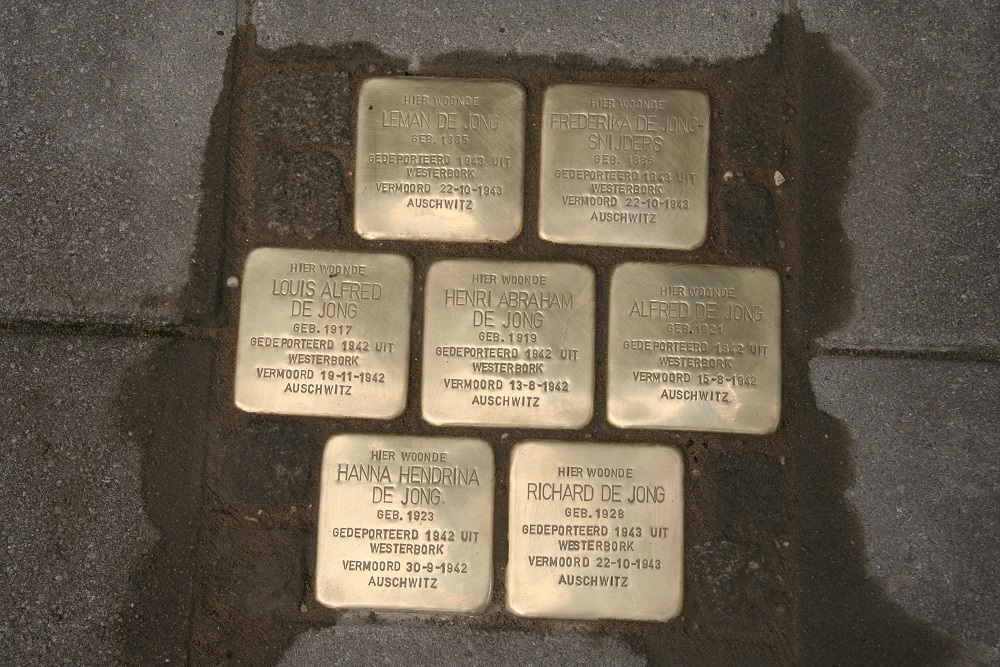 HIER WOONDE
LEMAN DE JONG
GEB. 1885
GEDEPORTEERD 1943 UIT
WESTERBORK
VERMOORD 22-10-1943
AUSCHWITZ
HIER WOONDE
FREDERIKA DE JONG-
SNIJDERS
GEB. 1886
GEDEPORTEERD 1943 UIT
WESTERBORK
VERMOORD 22-10-1943
AUSCHWITZ
HIER WOONDE
LOUIS ALFRED
DE JONG
GEB. 1917
GEDEPORTEERD 1942 UIT
WESTERBORK
VERMOORD 19-11-1942
AUSCHWITZ
HIER WOONDE
HENRI ABRAHAM
DE JONG
GEB. 1919
GEDEPORTEERD 1942 UIT
WESTERBORK
VERMOORD 13-8-1942
AUSCHWITZ
HIER WOONDE
ALFRED DE JONG
GEB. 1921
GEDEPORTEERD 1942 UIT
WESTERBORK
VERMOORD 15-8-1942
AUSCHWITZ
HIER WOONDE
HANNA HENDRINA
DE JONG
GEB. 1923
GEDEPORTEERD 1942 UIT
WESTERBORK
VERMOORD 30-9-1942
AUSCHWITZ
HIER WOONDE
RICHARD DE JONG
GEB. 1928
GEDEPORTEERD 1943 UIT
WESTERBORK
VERMOORD 22-10-1943
AUSCHWITZ